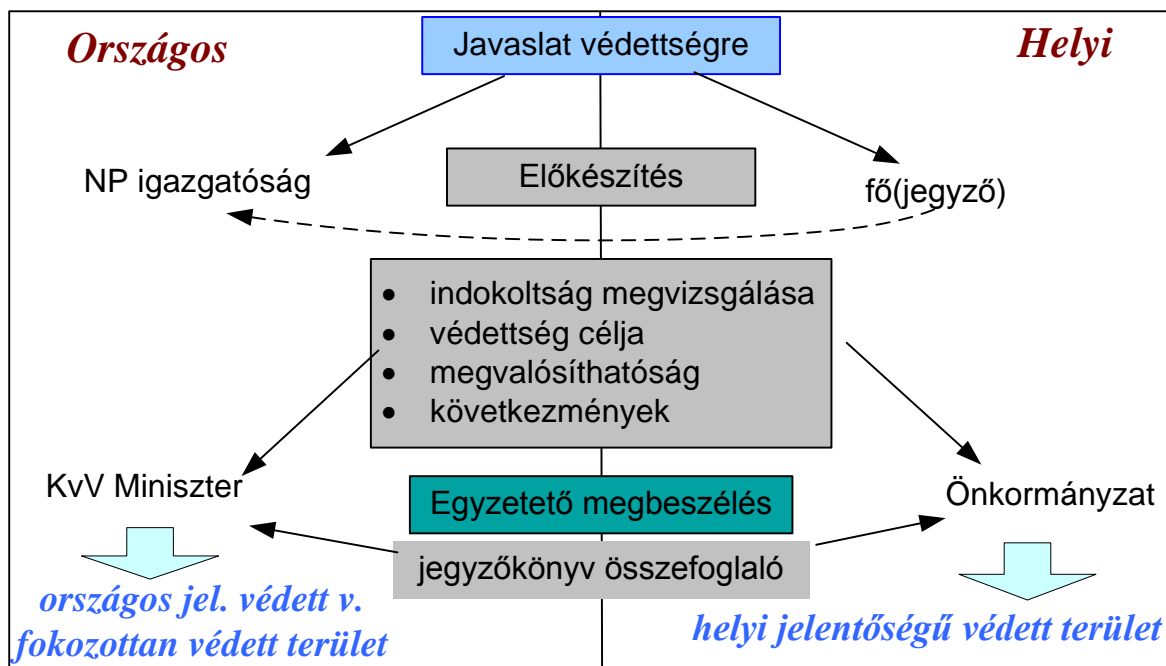 Országos
Javaslat védettségre
Helyi
NP igazgatóság
Előkészítés
fő(jegyző)
• indokoltság megvizsgálása
• védettség célja
• megvalósíthatóság
• következmények
KvV Miniszter
Egyzetető megbeszélés
Önkormányzat
jegyzőkönyv összefoglaló
országos jel. védett v.
fokozottan védett terület
helyi jelentőségű védett terület